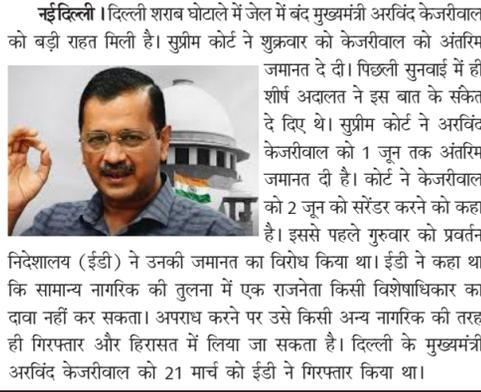 नई दिल्ली । दिल्ली शराब घोटाले में जेल में बंद मुख्यमंत्री अरविंद केजरीवाल
को बड़ी राहत मिली है। सुप्रीम कोर्ट ने शुक्रवार को केजरीवाल को अंतरिम
जमानत दे दी। पिछली सुनवाई में ही
शीर्ष अदालत ने इस बात के संकेत
दे दिए थे। सुप्रीम कोर्ट ने अरविंद
केजरीवाल को 1 जून तक अंतरिम
जमानत दी है। कोर्ट ने केजरीवाल
को 2 जून को सरेंडर करने को कहा
है। इससे पहले गुरुवार को प्रवर्तन
निदेशालय (ईडी) ने उनकी जमानत का विरोध किया था। ईडी ने कहा था
कि सामान्य नागरिक की तुलना में एक राजनेता किसी विशेषाधिकार का
दावा नहीं कर सकता। अपराध करने पर उसे किसी अन्य नागरिक की तरह
ही गिरफ्तार और हिरासत में लिया जा सकता है। दिल्ली के मुख्यमंत्री
अरविंद केजरीवाल को 21 मार्च को ईडी ने गिरफ्तार किया था।